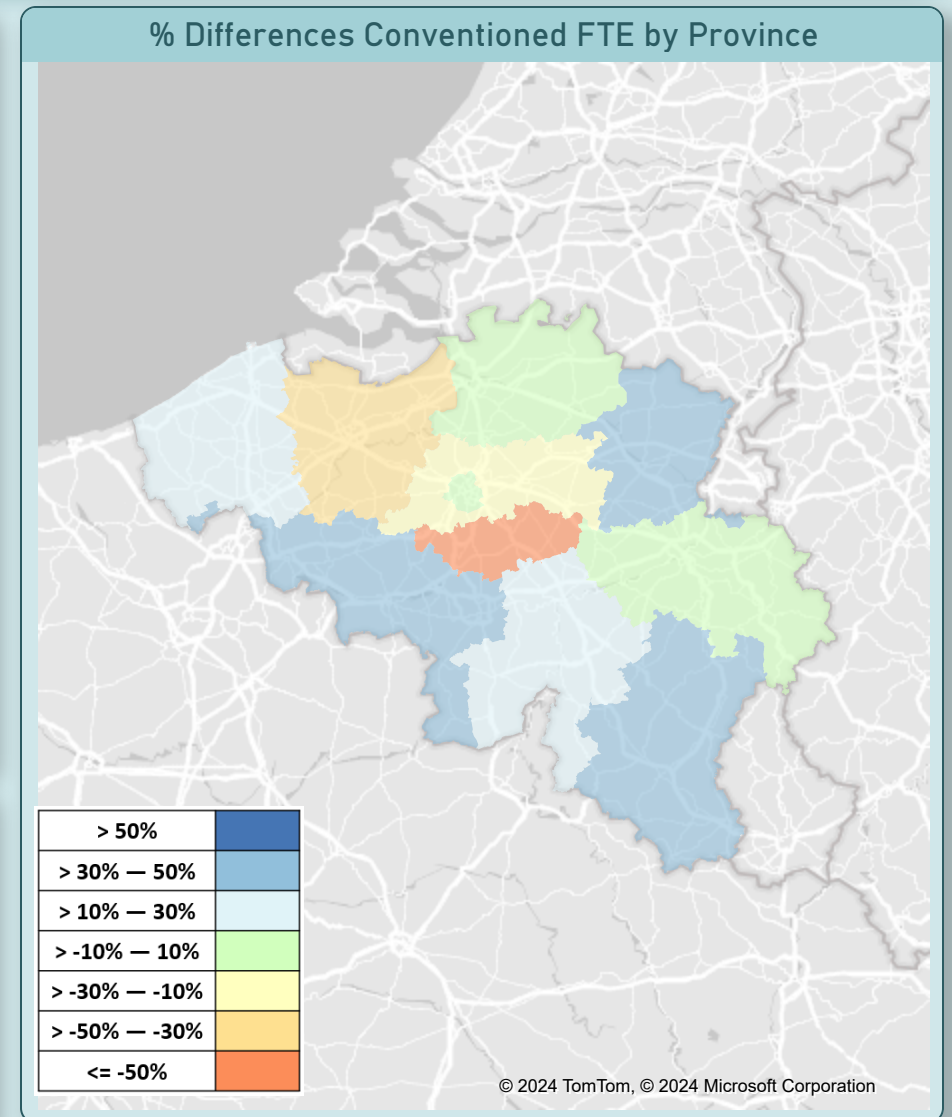 % Differences Conventioned FTE by Province
> 50%
> 30% — 50%
> 10% — 30%
> -10% — 10%
> -30% — -10%
> -50% — -30%
<= -50%
© 2024 TomTom, © 2024 Microsoft Corporation